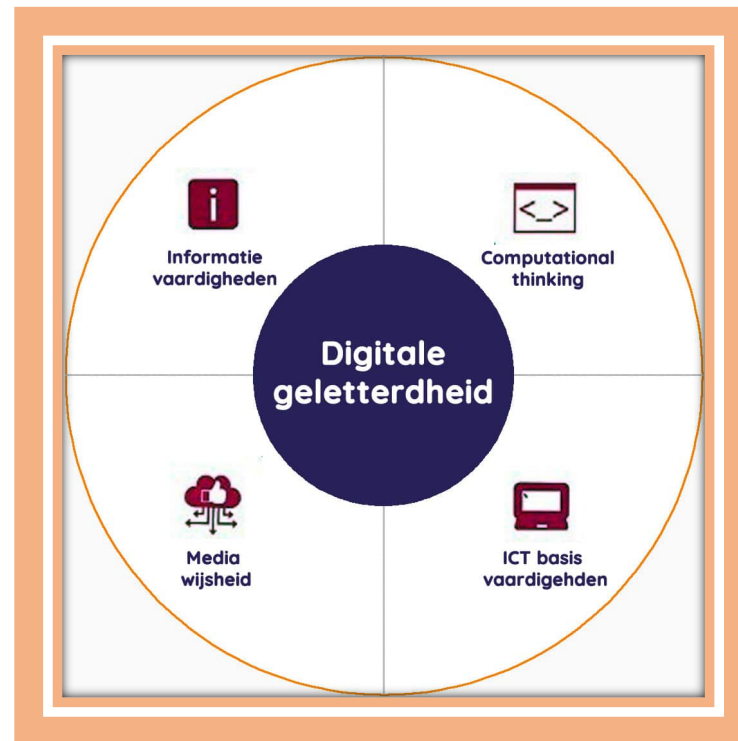 Informatie
vaardigheden
<_>
Computational
thinking
Digitale
geletterdheid
Media
wijsheid
ICT basis
vaardigehden